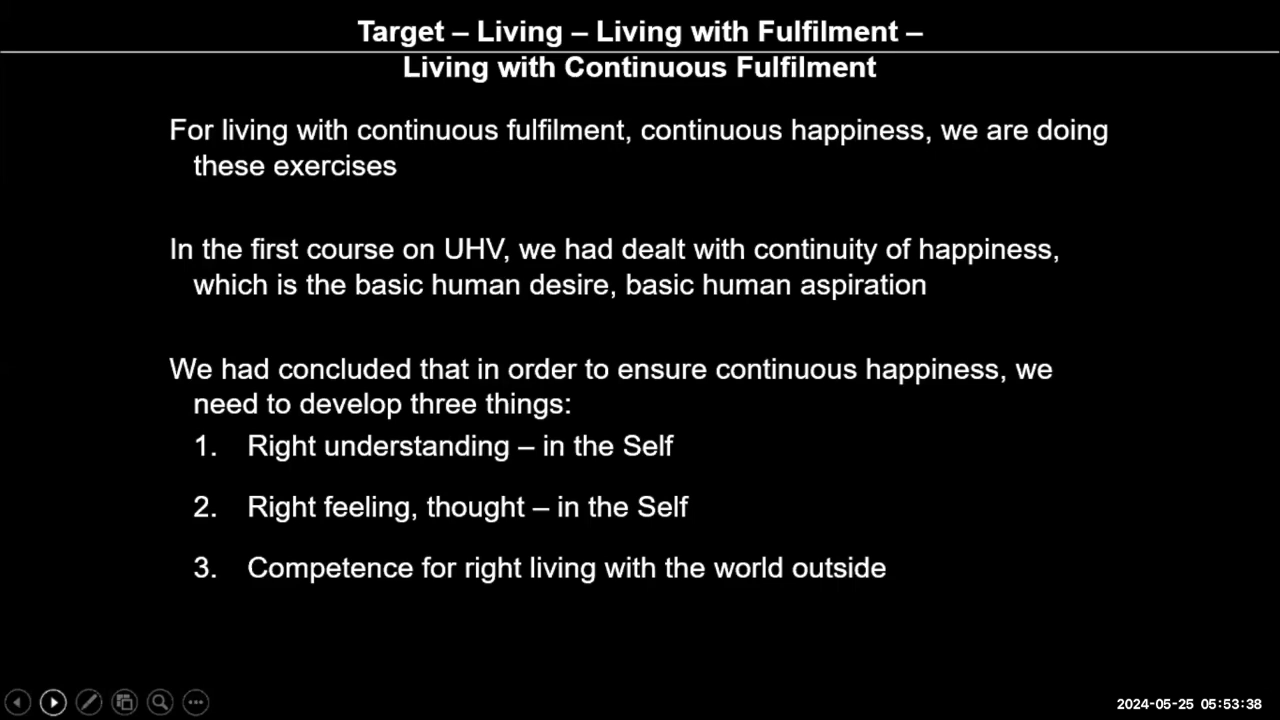 Target – Living – Living with Fulfilment –
Living with Continuous Fulfilment
For living with continuous fulfilment, continuous happiness, we are doing
these exercises
In the first course on UHV, we had dealt with continuity of happiness,
which is the basic human desire, basic human aspiration
We had concluded that in order to ensure continuous happiness, we
need to develop three things:
1. Right understanding – in the Self
2. Right feeling, thought – in the Self
3. Competence for right living with the world outside
2024-05-25 05:53:38